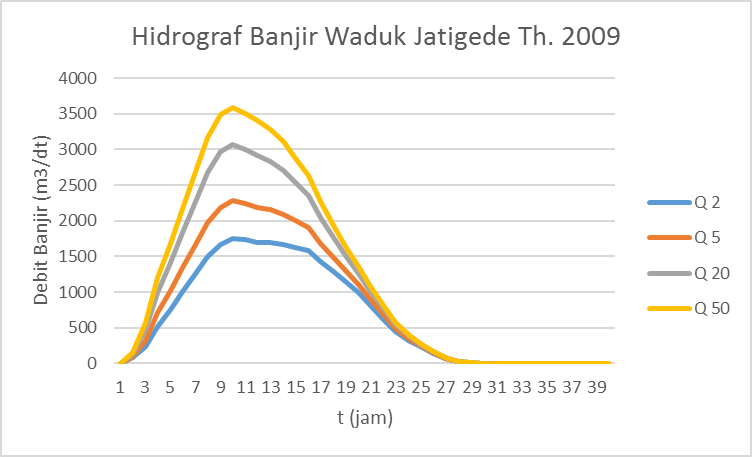 Hidrograf Banjir Waduk Jatigede Th. 2009
Debit Banjir (m3/dt)
4000
3500
3000
2500
2000
1500
1000
500
0
1 3 5 7 9 11 13 15 17 19 21 23 25 27 29 31 33 35 37 39
t (jam)
Q 2
Q 5
Q 20
Q 50